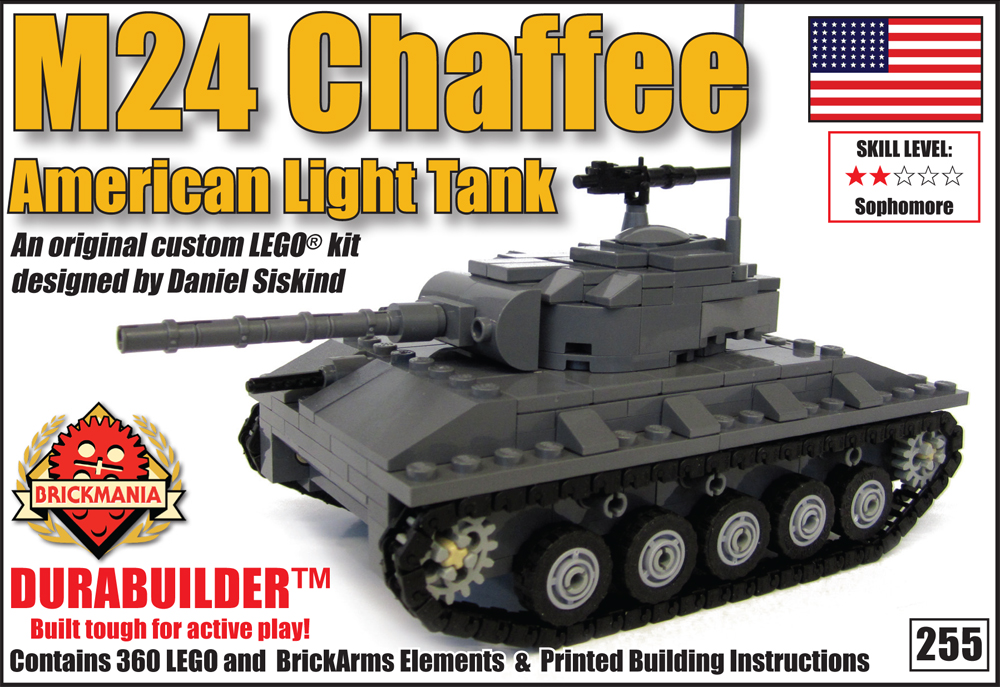 M24 Chaffee
American Light Tank
An original custom LEGO® kit
designed by Daniel Siskind
SKILL LEVEL:
Sophomore
BRICKMANIA
DURABUILDER™
Built tough for active play!
Contains 360 LEGO and BrickArms Elements & Printed Building Instructions
255